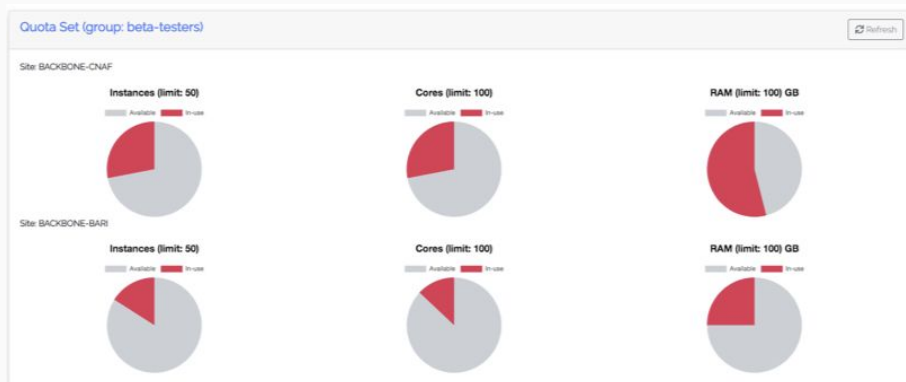 Quota Set (group: beta-testers)
Refresh
Site: BACKBONE-CNAF
Instances (limit: 50)
Cores (limit: 100)
RAM (limit: 100) GB
Available In-use
Available In-use
Available In-use
Site: BACKBONE-BARI
Instances (limit: 50)
Cores (limit: 100)
RAM (limit: 100) GB
Available In-use
Available In-use
Available In-use